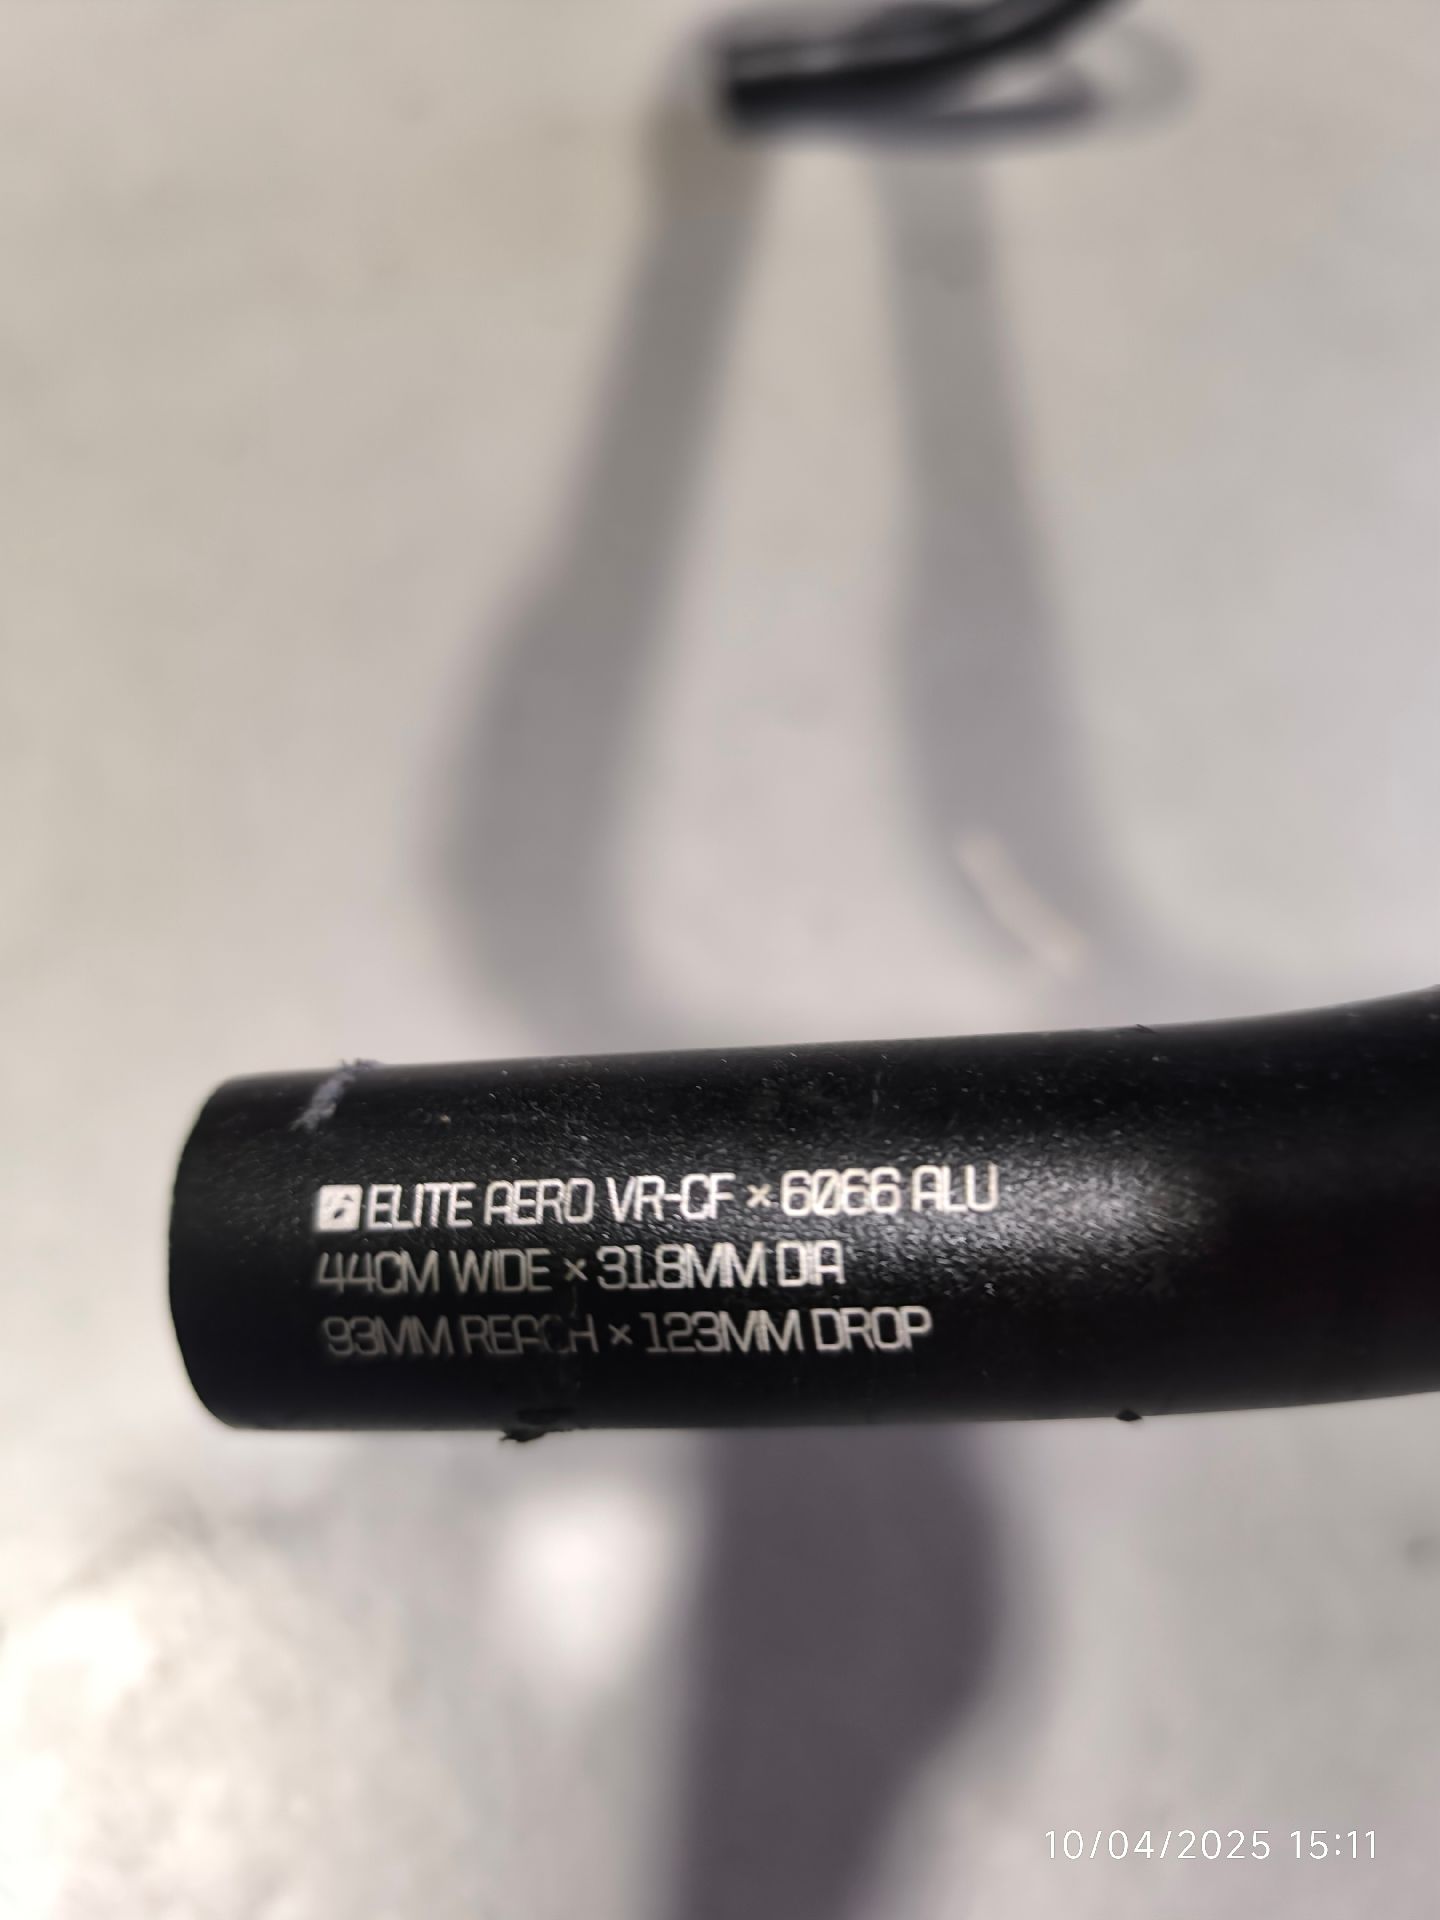 ELITE AERO VR-CF × 6066 ALU
44CM WIDE × 31.8MM DIA
93MM REACH × 123MM DROP
10/04/2025 15:11